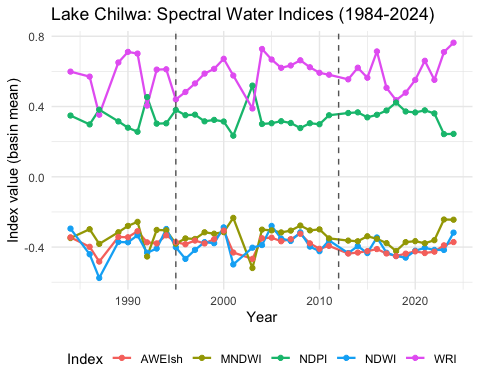 Lake Chilwa: Spectral Water Indices (1984-2024)
Index value (basin mean)
0.8
0.4
0.0
-0.4
1990 2000 2010 2020
Year
Index AWEIsh MNDWI NDPI NDWI WRI